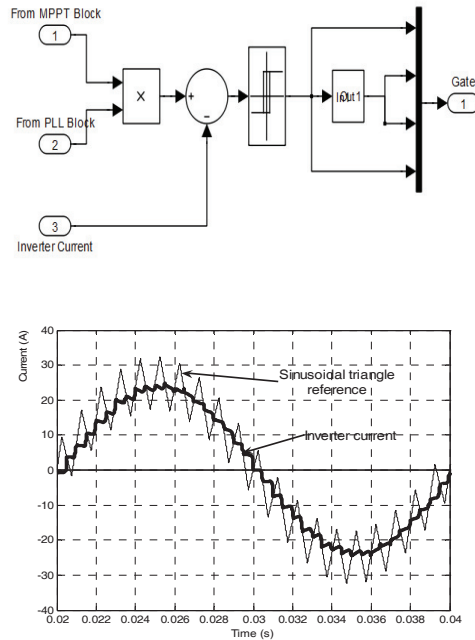 From MPPT Block
1
From PLL Block
2
3
Inverter Current
X
+
−
Gate
1
Current (A)
40
30
20
10
0
-10
-20
-30
-40
Sinusoidal triangle
reference
Inverter current
0.02 0.022 0.024 0.026 0.028 0.03 0.032 0.034 0.036 0.038 0.04
Time (s)